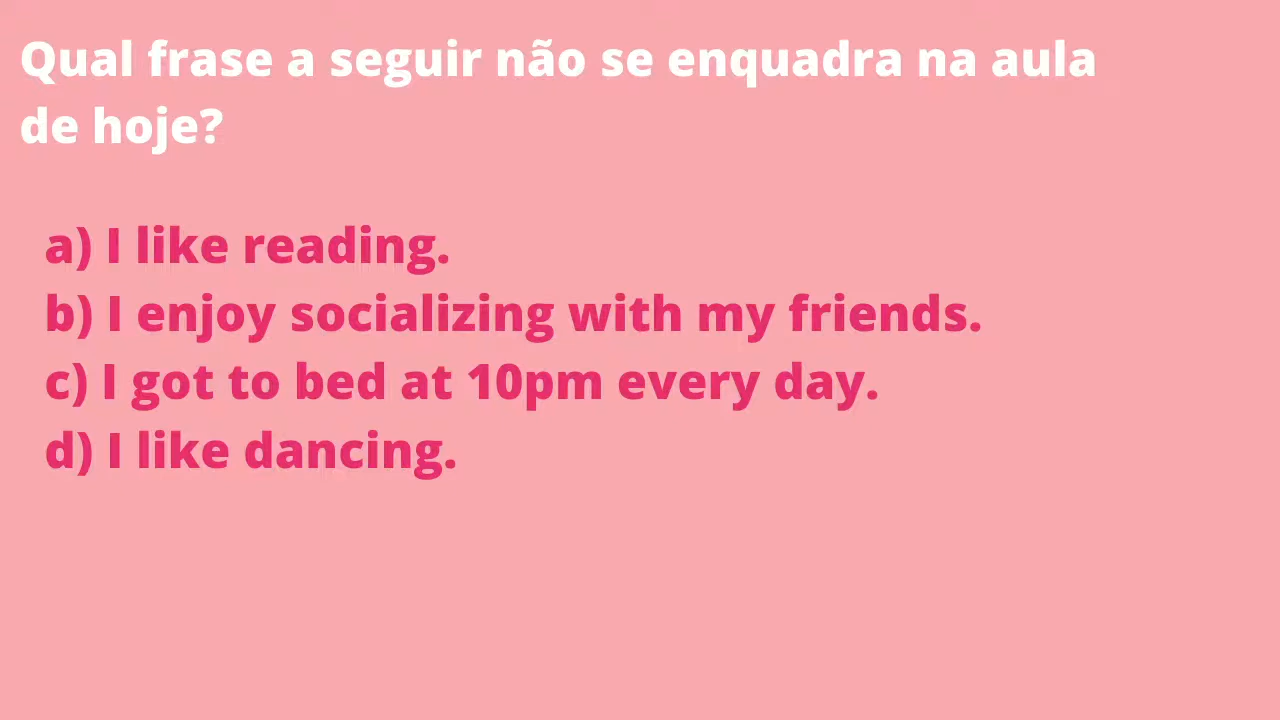 Qual frase a seguir não se enquadra na aula
de hoje?
a) I like reading.
b) I enjoy socializing with my friends.
c) I got to bed at 10pm every day.
d) I like dancing.